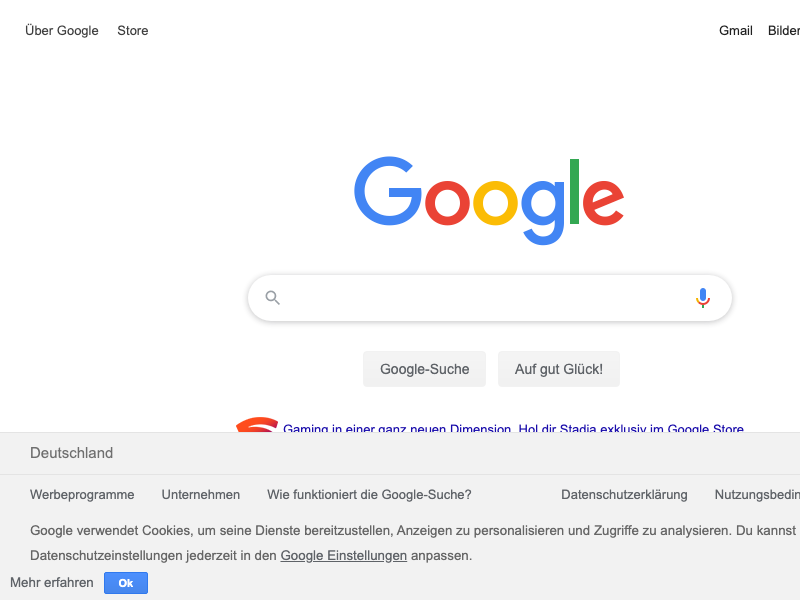 Über Google Store
Gmail Bilder
Google
Google-Suche Auf gut Glück!
Gaming in einer ganz neuen Dimension. Hol dir Stadia exklusiv im Google Store
Deutschland
Werbeprogramme Unternehmen Wie funktioniert die Google-Suche? Datenschutzerklärung Nutzungsbedin
Google verwendet Cookies, um seine Dienste bereitzustellen, Anzeigen zu personalisieren und Zugriffe zu analysieren. Du kannst
Datenschutzeinstellungen jederzeit in den Google Einstellungen anpassen.
Mehr erfahren Ok